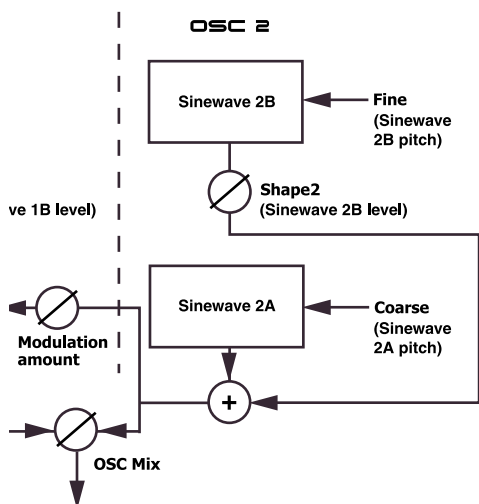 OSC 2
Sinewave 2B
Fine
(Sinewave
2B pitch)
Shape2
(Sinewave 2B level)
ve 1B level)
Sinewave 2A
Coarse
(Sinewave
2A pitch)
Modulation
amount
+
OSC Mix